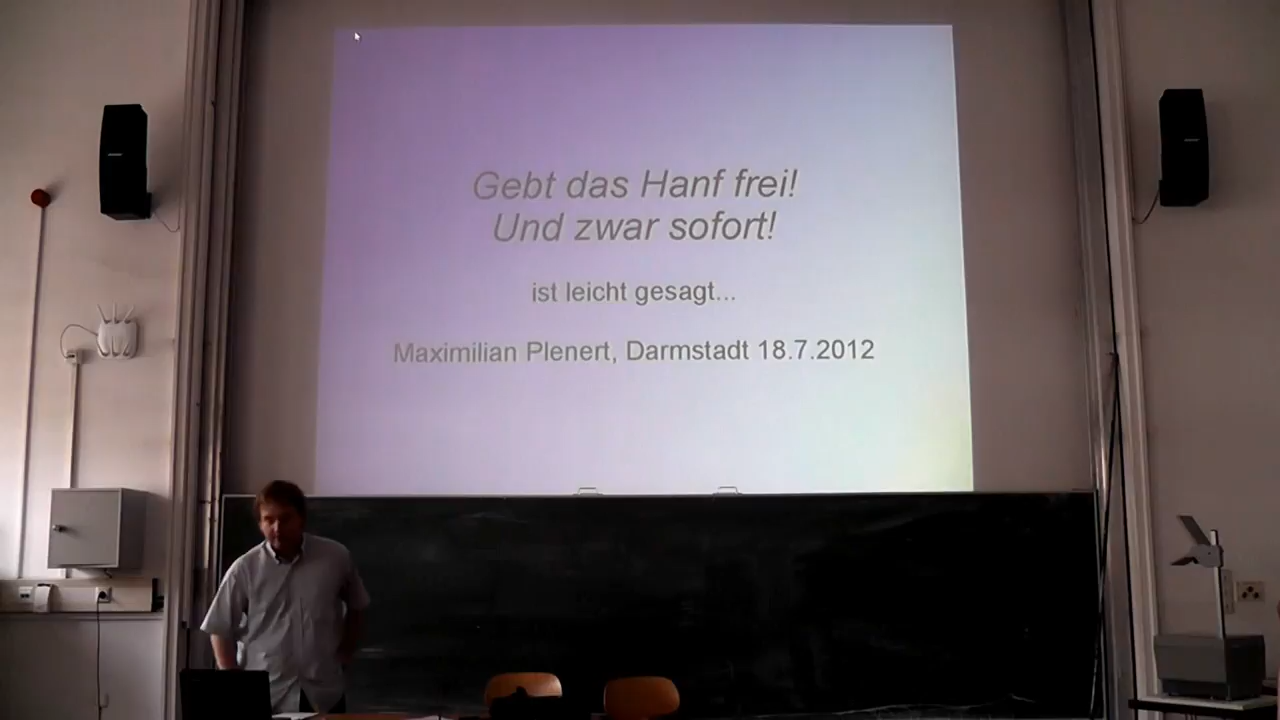 Gebt das Hanf frei!
Und zwar sofort!
ist leicht gesagt...
Maximilian Plenert, Darmstadt 18.7.2012